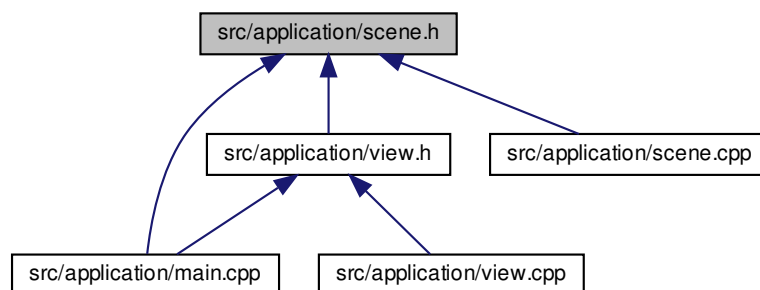 src/application/scene.h
src/application/view.h
src/application/scene.cpp
src/application/main.cpp
src/application/view.cpp